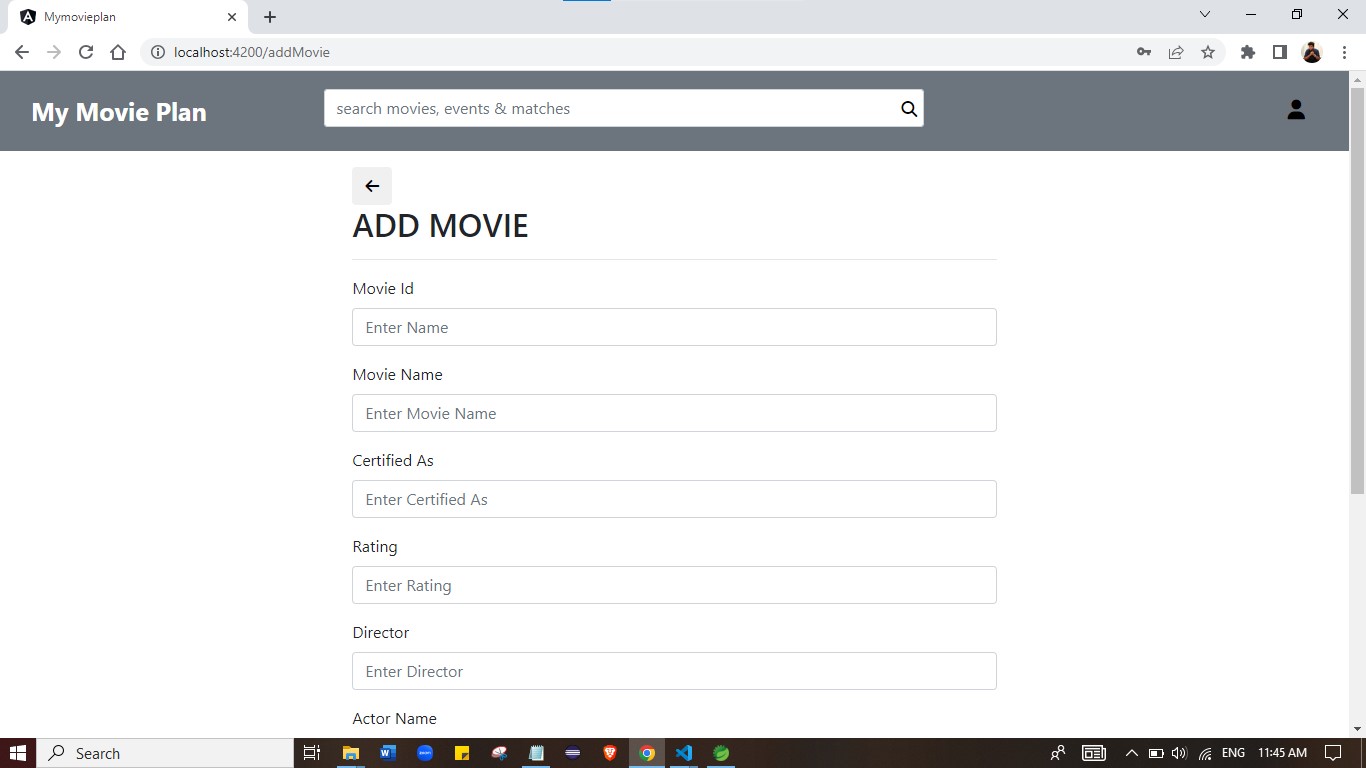 Mymovieplan
localhost:4200/addMovie
My Movie Plan
search movies, events & matches
ADD MOVIE
Movie Id
Enter Name
Movie Name
Enter Movie Name
Certified As
Enter Certified As
Rating
Enter Rating
Director
Enter Director
Actor Name
Search
ENG
11:45 AM